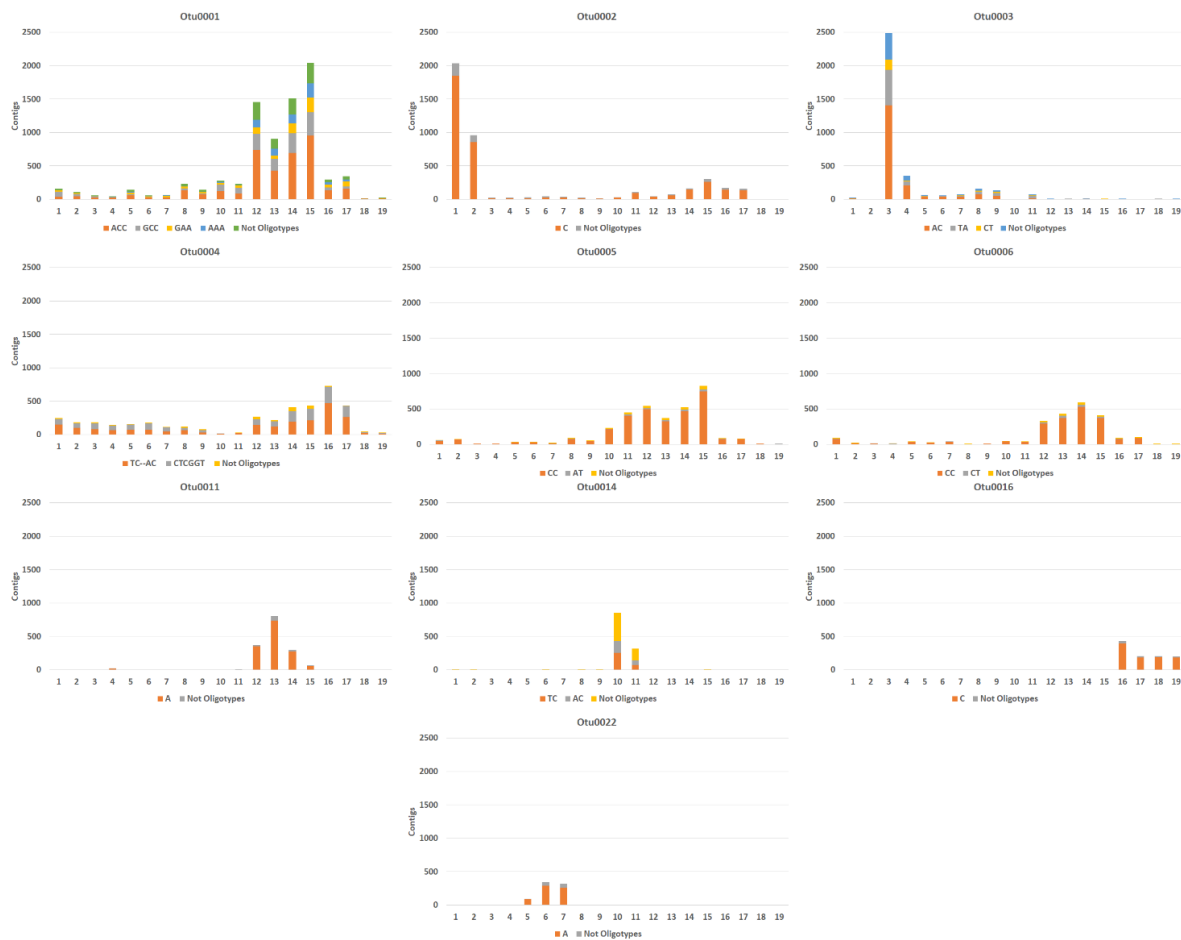 Otu0001
Contigs
2500
2000
1500
1000
500
0
1 2 3 4 5 6 7 8 9 10 11 12 13 14 15 16 17 18 19
ACC GCC GAA AAA Not Oligotypes
Otu0002
Contigs
2500
2000
1500
1000
500
0
1 2 3 4 5 6 7 8 9 10 11 12 13 14 15 16 17 18 19
C Not Oligotypes
Otu0003
Contigs
2500
2000
1500
1000
500
0
1 2 3 4 5 6 7 8 9 10 11 12 13 14 15 16 17 18 19
AC TA CT Not Oligotypes
Otu0004
Contigs
2500
2000
1500
1000
500
0
1 2 3 4 5 6 7 8 9 10 11 12 13 14 15 16 17 18 19
TC--AC CTCGGT Not Oligotypes
Otu0005
Contigs
2500
2000
1500
1000
500
0
1 2 3 4 5 6 7 8 9 10 11 12 13 14 15 16 17 18 19
CC AT Not Oligotypes
Otu0006
Contigs
2500
2000
1500
1000
500
0
1 2 3 4 5 6 7 8 9 10 11 12 13 14 15 16 17 18 19
CC CT Not Oligotypes
Otu0011
Contigs
2500
2000
1500
1000
500
0
1 2 3 4 5 6 7 8 9 10 11 12 13 14 15 16 17 18 19
A Not Oligotypes
Otu0014
Contigs
2500
2000
1500
1000
500
0
1 2 3 4 5 6 7 8 9 10 11 12 13 14 15 16 17 18 19
TC AC Not Oligotypes
Otu0016
Contigs
2500
2000
1500
1000
500
0
1 2 3 4 5 6 7 8 9 10 11 12 13 14 15 16 17 18 19
C Not Oligotypes
Otu0022
Contigs
2500
2000
1500
1000
500
0
1 2 3 4 5 6 7 8 9 10 11 12 13 14 15 16 17 18 19
A Not Oligotypes